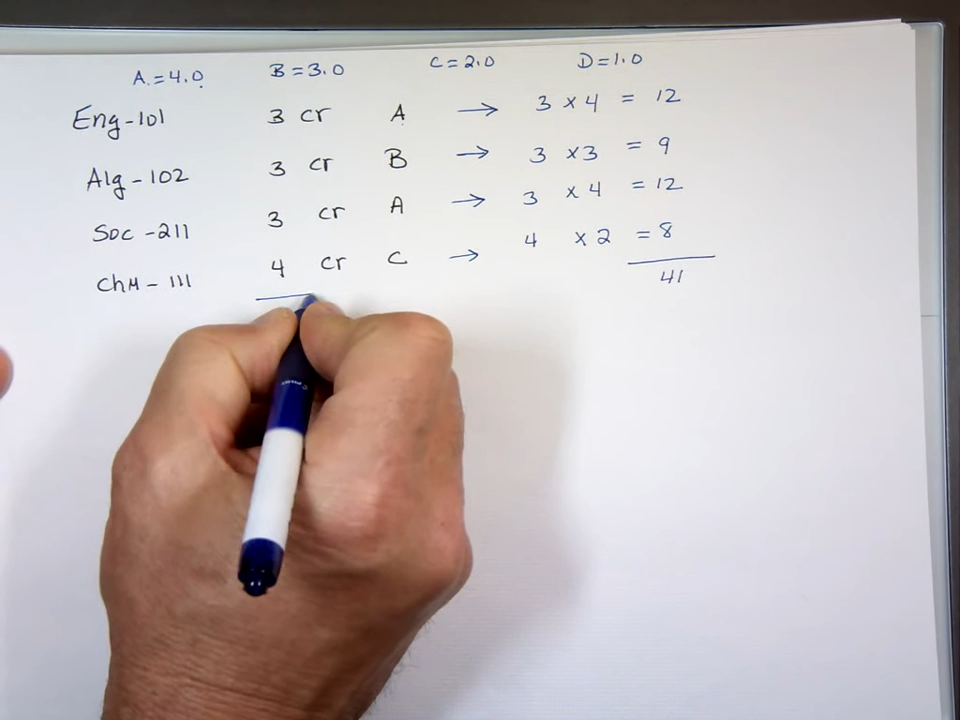 A = 4.0 B = 3.0 C = 2.0 D = 1.0
Eng - 101 3 cr A → 3 × 4 = 12
Alg - 102 3 cr B → 3 × 3 = 9
Soc - 211 3 cr A → 3 × 4 = 12
ChM - 111 4 cr C → 4 × 2 = 8
41